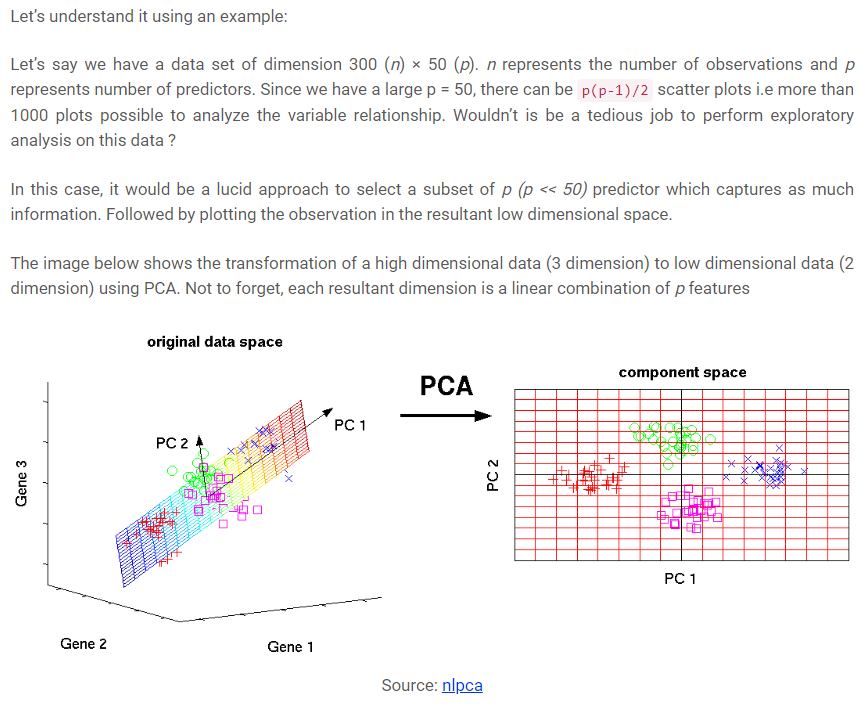 Let's understand it using an example:
Let's say we have a data set of dimension 300 (n) × 50 (p). n represents the number of observations and p
represents number of predictors. Since we have a large p = 50, there can be p(p-1)/2 scatter plots i.e more than
1000 plots possible to analyze the variable relationship. Wouldn't is be a tedious job to perform exploratory
analysis on this data ?
In this case, it would be a lucid approach to select a subset of p (p << 50) predictor which captures as much
information. Followed by plotting the observation in the resultant low dimensional space.
The image below shows the transformation of a high dimensional data (3 dimension) to low dimensional data (2
dimension) using PCA. Not to forget, each resultant dimension is a linear combination of p features
original data space
PCA
component space
PC 1
PC 2
Gene 3
PC 2
Gene 2
Gene 1
PC 1
Source: nlpca